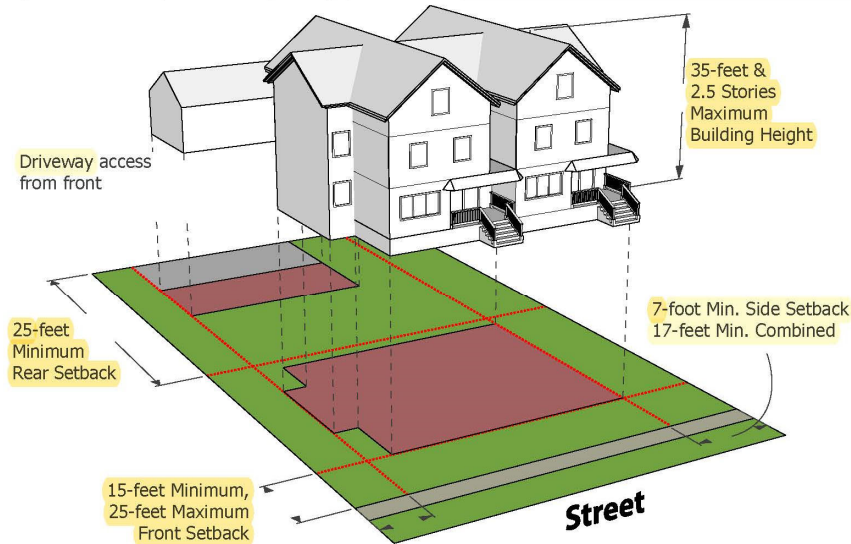 35-feet &
2.5 Stories
Maximum
Building Height
Driveway access
from front
25-feet
Minimum
Rear Setback
7-foot Min. Side Setback
17-feet Min. Combined
15-feet Minimum,
25-feet Maximum
Front Setback
Street